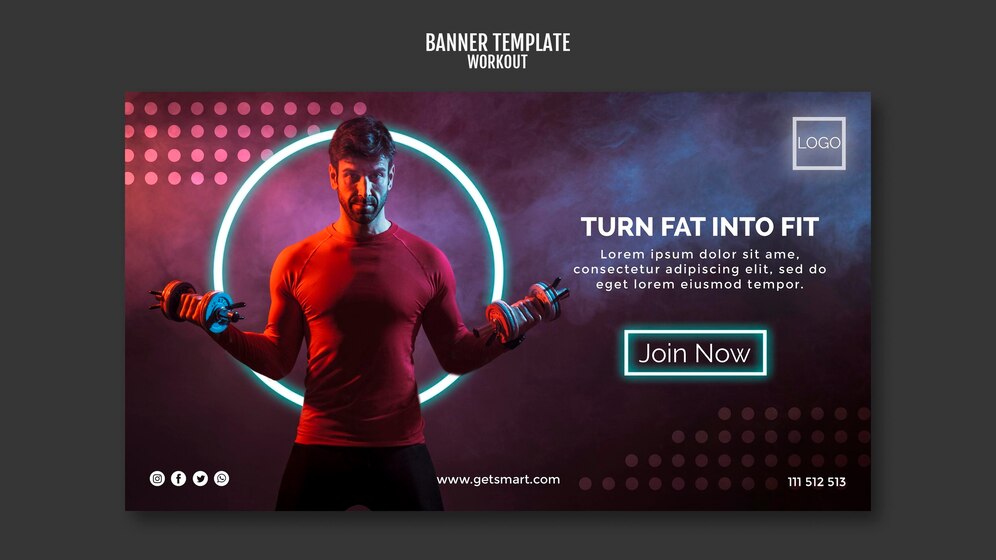 BANNER TEMPLATE
WORKOUT
LOGO
TURN FAT INTO FIT
Lorem ipsum dolor sit ame,
consectetur adipiscing elit, sed do
eget lorem eiusmod tempor.
Join Now
www.getsmart.com
111 512 513